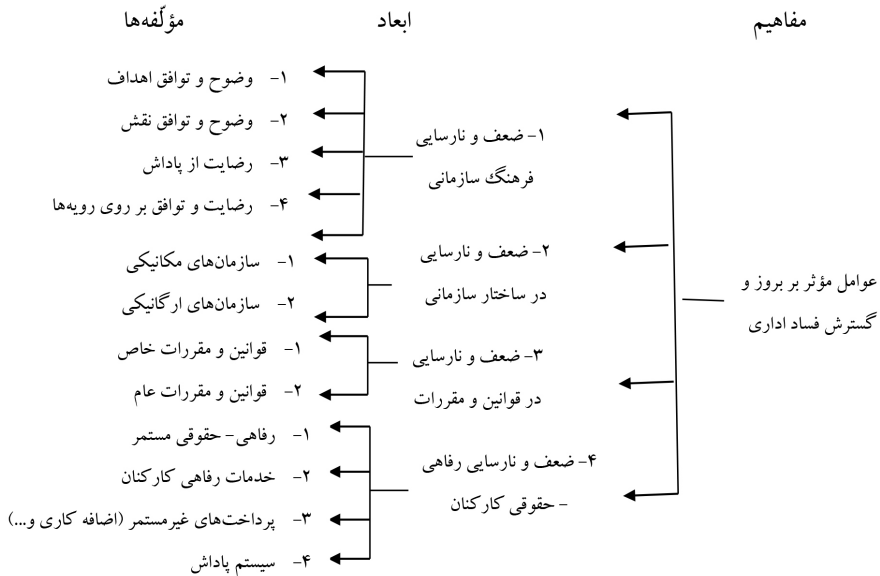 مفاهیم
ابعاد
مؤلّفه‌ها
عوامل مؤثر بر بروز و
گسترش فساد اداری
۱- ضعف و نارسایی
فرهنگ سازمانی
۱- وضوح و توافق اهداف
۲- وضوح و توافق نقش
۳- رضایت از پاداش
۴- رضایت و توافق بر روی رویه‌ها
۲- ضعف و نارسایی
در ساختار سازمانی
۱- سازمان‌های مکانیکی
۲- سازمان‌های ارگانیکی
۳- ضعف و نارسایی
در قوانین و مقررات
۱- قوانین و مقررات خاص
۲- قوانین و مقررات عام
۴- ضعف و نارسایی رفاهی
- حقوقی کارکنان
۱- رفاهی- حقوقی مستمر
۲- خدمات رفاهی کارکنان
۳- پرداخت‌های غیرمستمر (اضافه کاری و...)
۴- سیستم پاداش